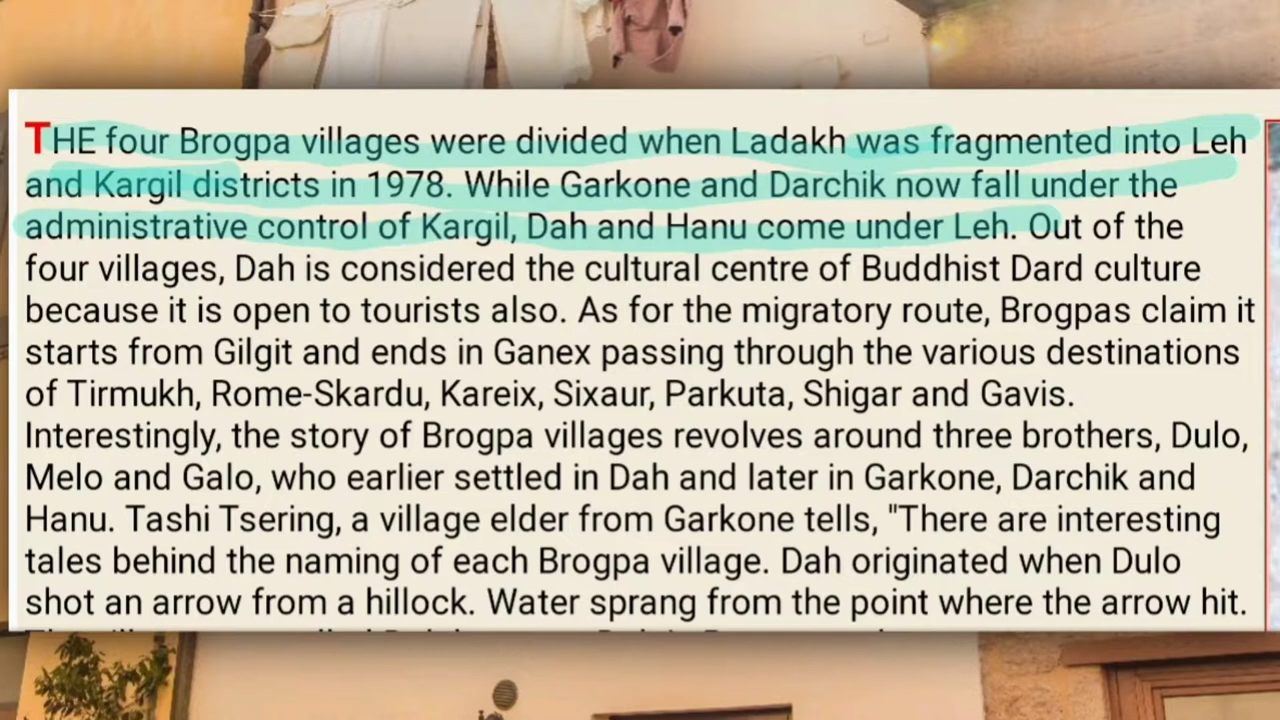 THE four Brogpa villages were divided when Ladakh was fragmented into Leh
and Kargil districts in 1978. While Garkone and Darchik now fall under the
administrative control of Kargil, Dah and Hanu come under Leh. Out of the
four villages, Dah is considered the cultural centre of Buddhist Dard culture
because it is open to tourists also. As for the migratory route, Brogpas claim it
starts from Gilgit and ends in Ganex passing through the various destinations
of Tirmukh, Rome-Skardu, Kareix, Sixaur, Parkuta, Shigar and Gavis.
Interestingly, the story of Brogpa villages revolves around three brothers, Dulo,
Melo and Galo, who earlier settled in Dah and later in Garkone, Darchik and
Hanu. Tashi Tsering, a village elder from Garkone tells, "There are interesting
tales behind the naming of each Brogpa village. Dah originated when Dulo
shot an arrow from a hillock. Water sprang from the point where the arrow hit.